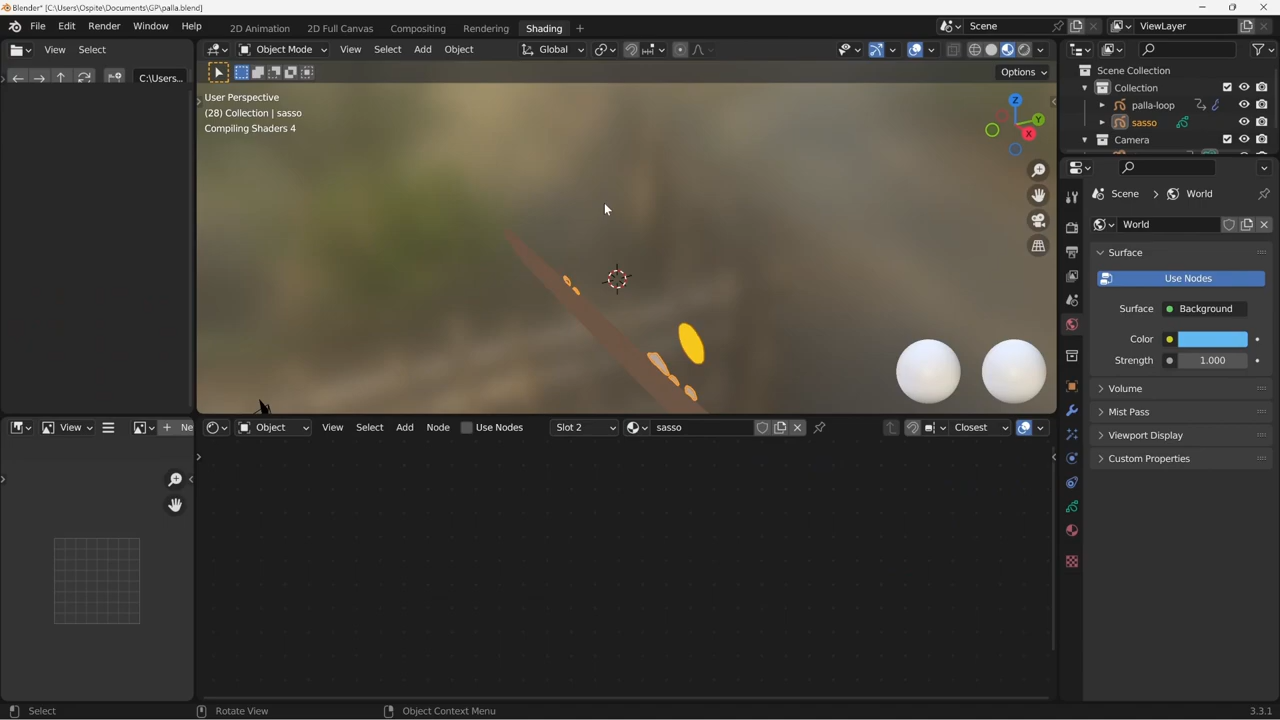 Blender* [C:\Users\Ospite\Documents\GP\palla.blend]
File Edit Render Window Help
2D Animation 2D Full Canvas Compositing Rendering Shading +
Scene
ViewLayer
View Select
Object Mode View Select Add Object Global
Options
C:\Users...
User Perspective
(28) Collection | sasso
Compiling Shaders 4
Z
Y
X
Scene Collection
Collection
palla-loop
sasso
Camera
Scene > World
World
Surface
Use Nodes
Surface Background
Color
Strength 1.000
Volume
Mist Pass
Viewport Display
Custom Properties
View + Ne
Object View Select Add Node Use Nodes Slot 2 sasso Closest
Select Rotate View Object Context Menu 3.3.1